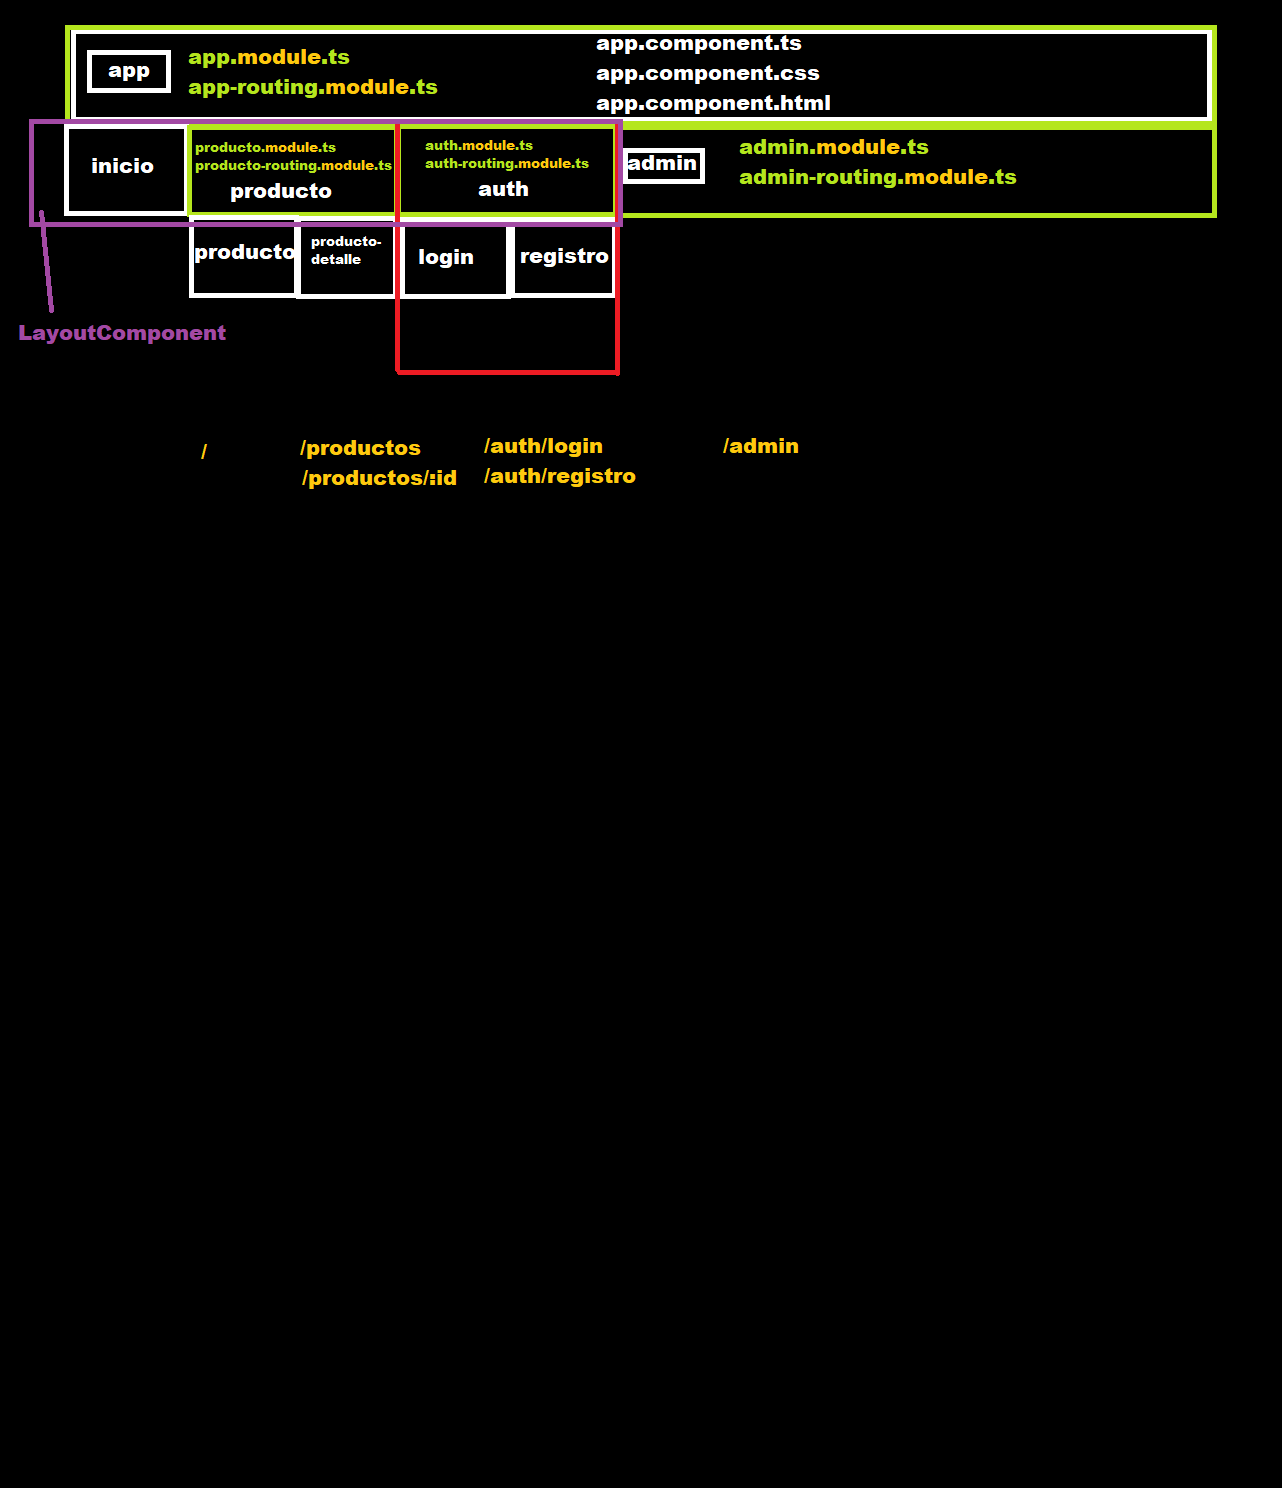 app
app.module.ts
app-routing.module.ts
app.component.ts
app.component.css
app.component.html
inicio
producto.module.ts
producto-routing.module.ts
producto
auth.module.ts
auth-routing.module.ts
auth
admin
admin.module.ts
admin-routing.module.ts
producto
producto-
detalle
login
registro
LayoutComponent
/
/productos
/productos/:id
/auth/login
/auth/registro
/admin